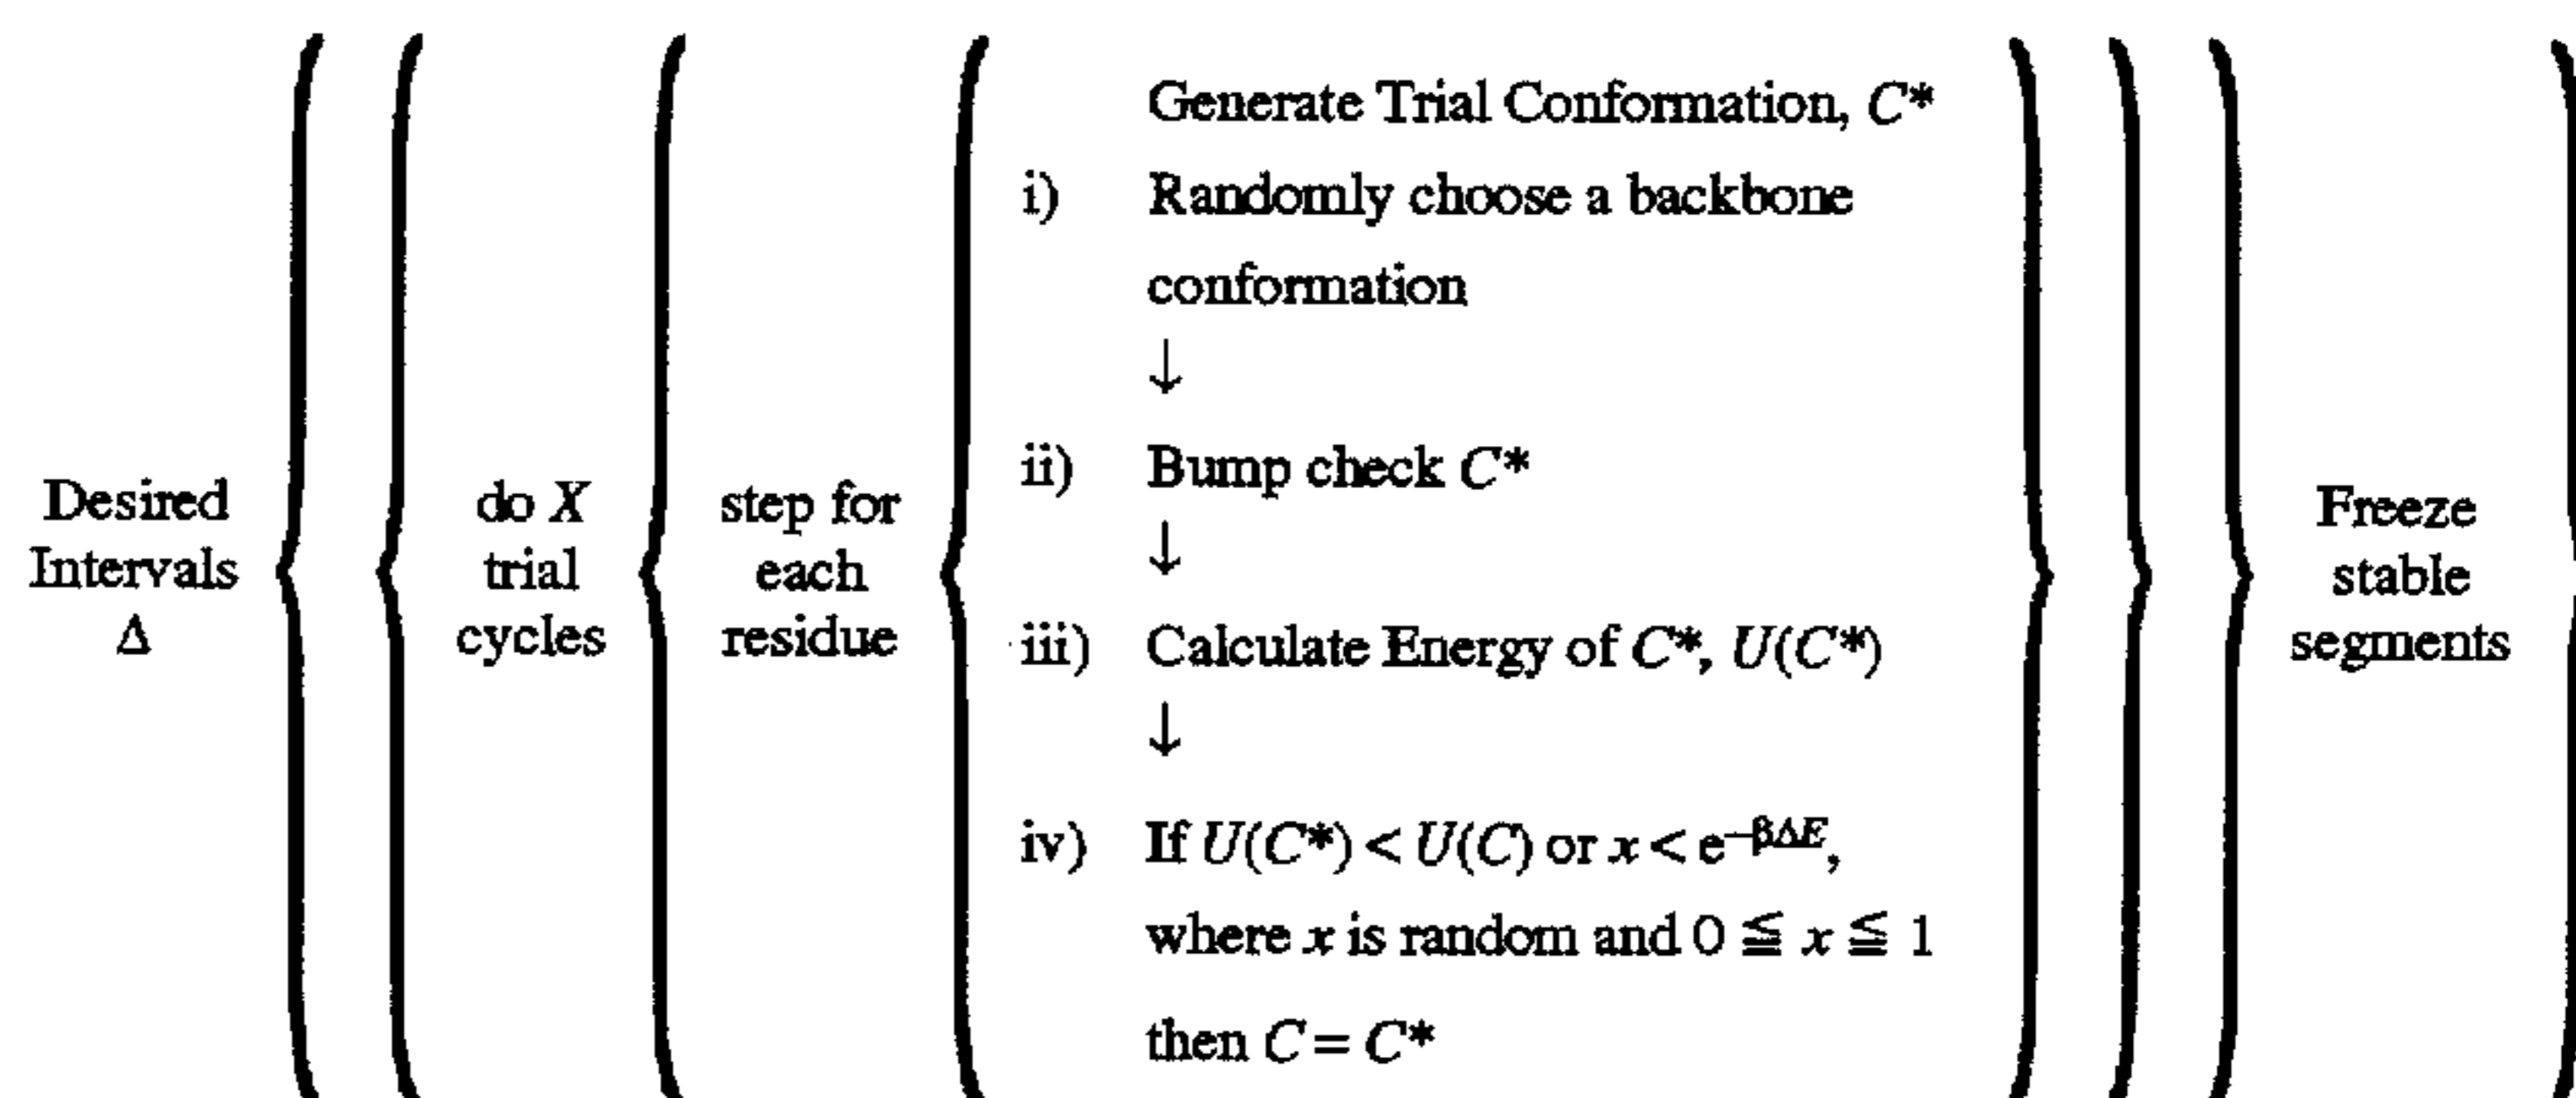 Desired
Intervals
Δ
{
{
do X
trial
cycles
{
step for
each
residue
{
Generate Trial Conformation, C*
i) Randomly choose a backbone
conformation
↓
ii) Bump check C*
↓
iii) Calculate Energy of C*, U(C*)
↓
iv) If U(C*) < U(C) or x < e^{−βΔE},
where x is random and 0 ≦ x ≦ 1
then C = C*
}
}
}
Freeze
stable
segments
}